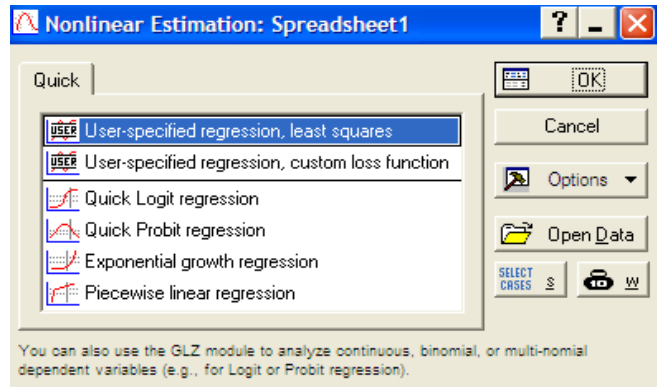 Nonlinear Estimation: Spreadsheet1
?
Quick
OK
USER User-specified regression, least squares
Cancel
USER User-specified regression, custom loss function
Options
Quick Logit regression
Quick Probit regression
Open Data
Exponential growth regression
SELECT CASES S
W
Piecewise linear regression
You can also use the GLZ module to analyze continuous, binomial, or multi-nomial
dependent variables (e.g., for Logit or Probit regression).